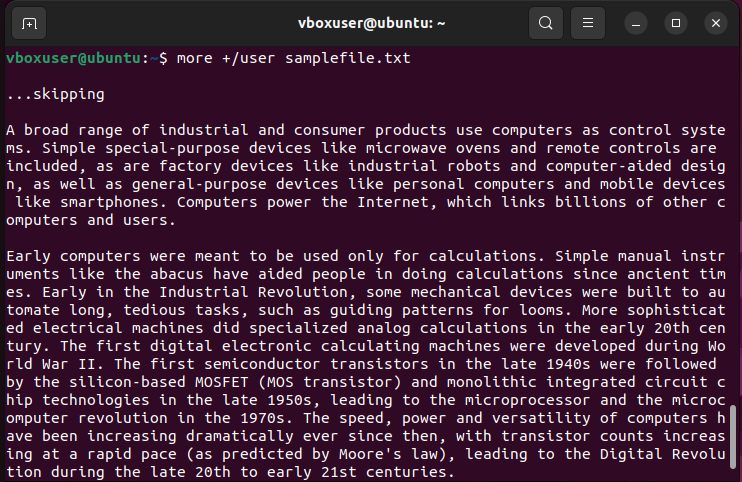 vboxuser@ubuntu: ~
vboxuser@ubuntu:~$ more +/user samplefile.txt
...skipping
A broad range of industrial and consumer products use computers as control syste
ms. Simple special-purpose devices like microwave ovens and remote controls are
included, as are factory devices like industrial robots and computer-aided desig
n, as well as general-purpose devices like personal computers and mobile devices
 like smartphones. Computers power the Internet, which links billions of other c
omputers and users.
Early computers were meant to be used only for calculations. Simple manual instr
uments like the abacus have aided people in doing calculations since ancient tim
es. Early in the Industrial Revolution, some mechanical devices were built to au
tomate long, tedious tasks, such as guiding patterns for looms. More sophisticat
ed electrical machines did specialized analog calculations in the early 20th cen
tury. The first digital electronic calculating machines were developed during Wo
rld War II. The first semiconductor transistors in the late 1940s were followed
by the silicon-based MOSFET (MOS transistor) and monolithic integrated circuit c
hip technologies in the late 1950s, leading to the microprocessor and the microc
omputer revolution in the 1970s. The speed, power and versatility of computers h
ave been increasing dramatically ever since then, with transistor counts increas
ing at a rapid pace (as predicted by Moore's law), leading to the Digital Revolu
tion during the late 20th to early 21st centuries.